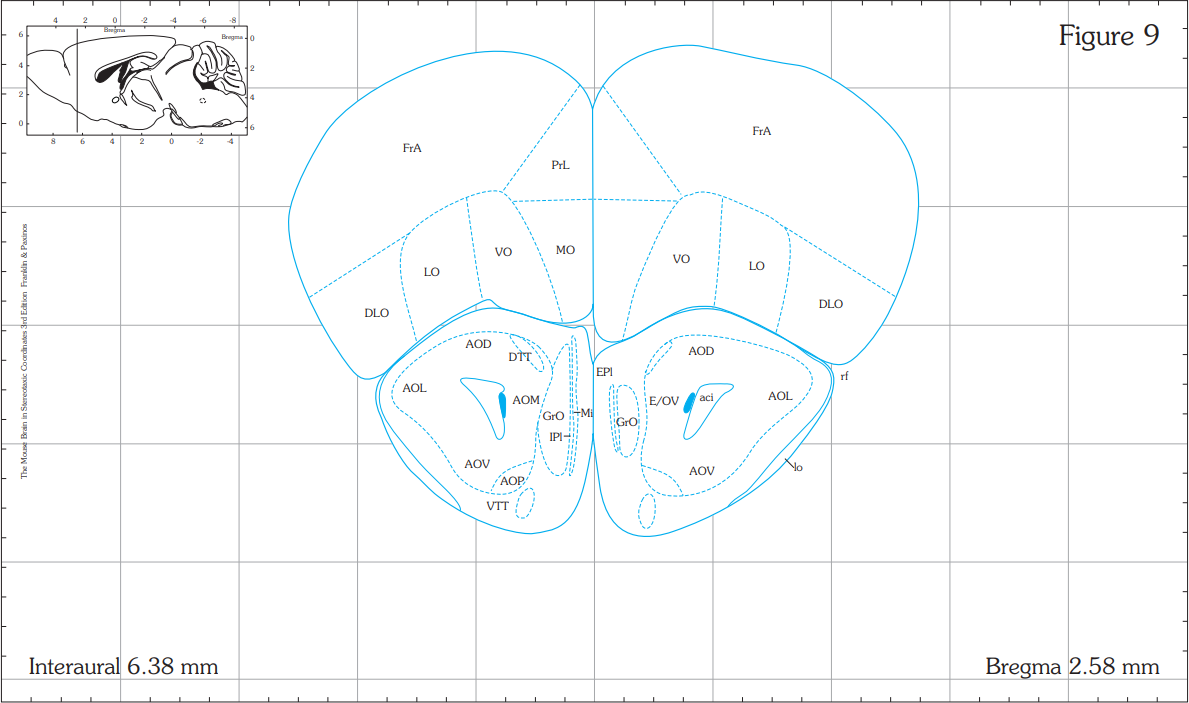 Figure 9
4 2 0 -2 -4 -6 -8
Bregma
Bregma
6
4
2
0
0
2
4
6
8 6 4 2 0 -2 -4
The Mouse Brain in Stereotaxic Coordinates 3rd Edition Franklin & Paxinos
FrA
FrA
PrL
VO
MO
VO
LO
LO
DLO
DLO
AOD
DTT
AOD
EPl
rf
AOL
AOM
E/OV
aci
AOL
GrO
Mi
GrO
IPl
AOV
AOV
lo
AOP
VTT
Interaural 6.38 mm
Bregma 2.58 mm